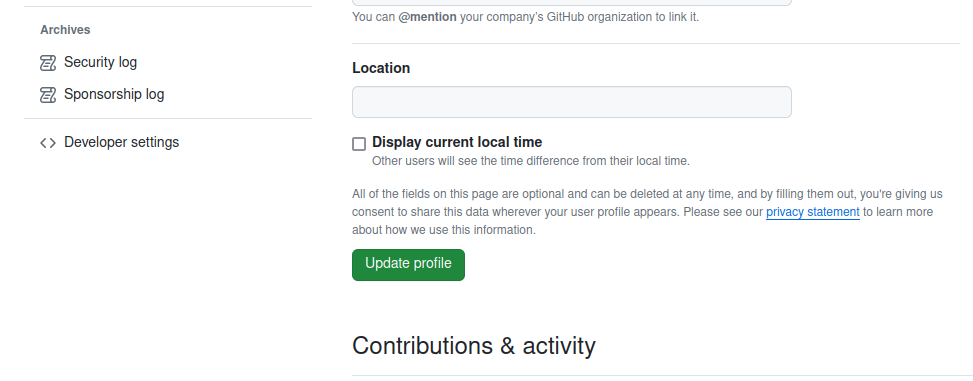 Archives
Security log
Sponsorship log
Developer settings
You can @mention your company's GitHub organization to link it.
Location
Display current local time
Other users will see the time difference from their local time.
All of the fields on this page are optional and can be deleted at any time, and by filling them out, you're giving us
consent to share this data wherever your user profile appears. Please see our privacy statement to learn more
about how we use this information.
Update profile
Contributions & activity